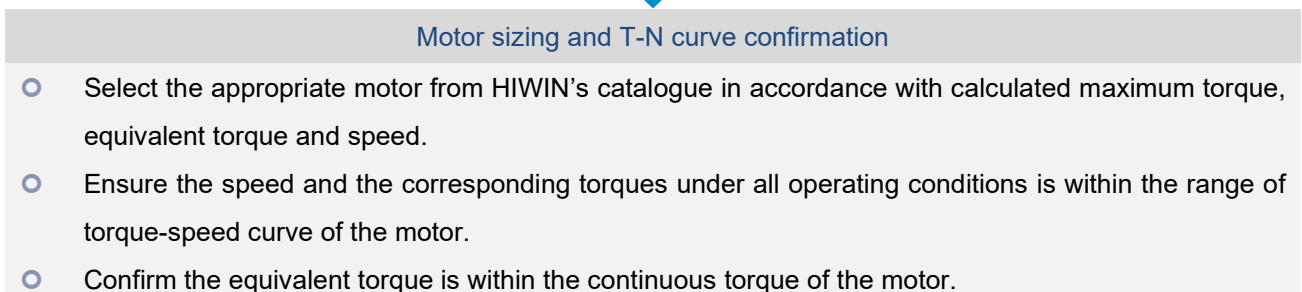 Motor sizing and T-N curve confirmation
Select the appropriate motor from HIWIN’s catalogue in accordance with calculated maximum torque,
equivalent torque and speed.
Ensure the speed and the corresponding torques under all operating conditions is within the range of
torque-speed curve of the motor.
Confirm the equivalent torque is within the continuous torque of the motor.